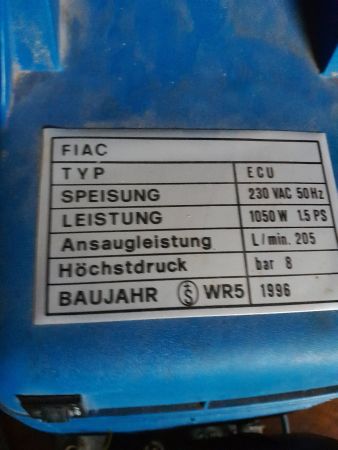 FIAC
TYP ECU
SPEISUNG 230 VAC 50Hz
LEISTUNG 1050 W 1.5 PS
Ansaugleistung L/min. 205
Höchstdruck bar 8
BAUJAHR S WR5 1996